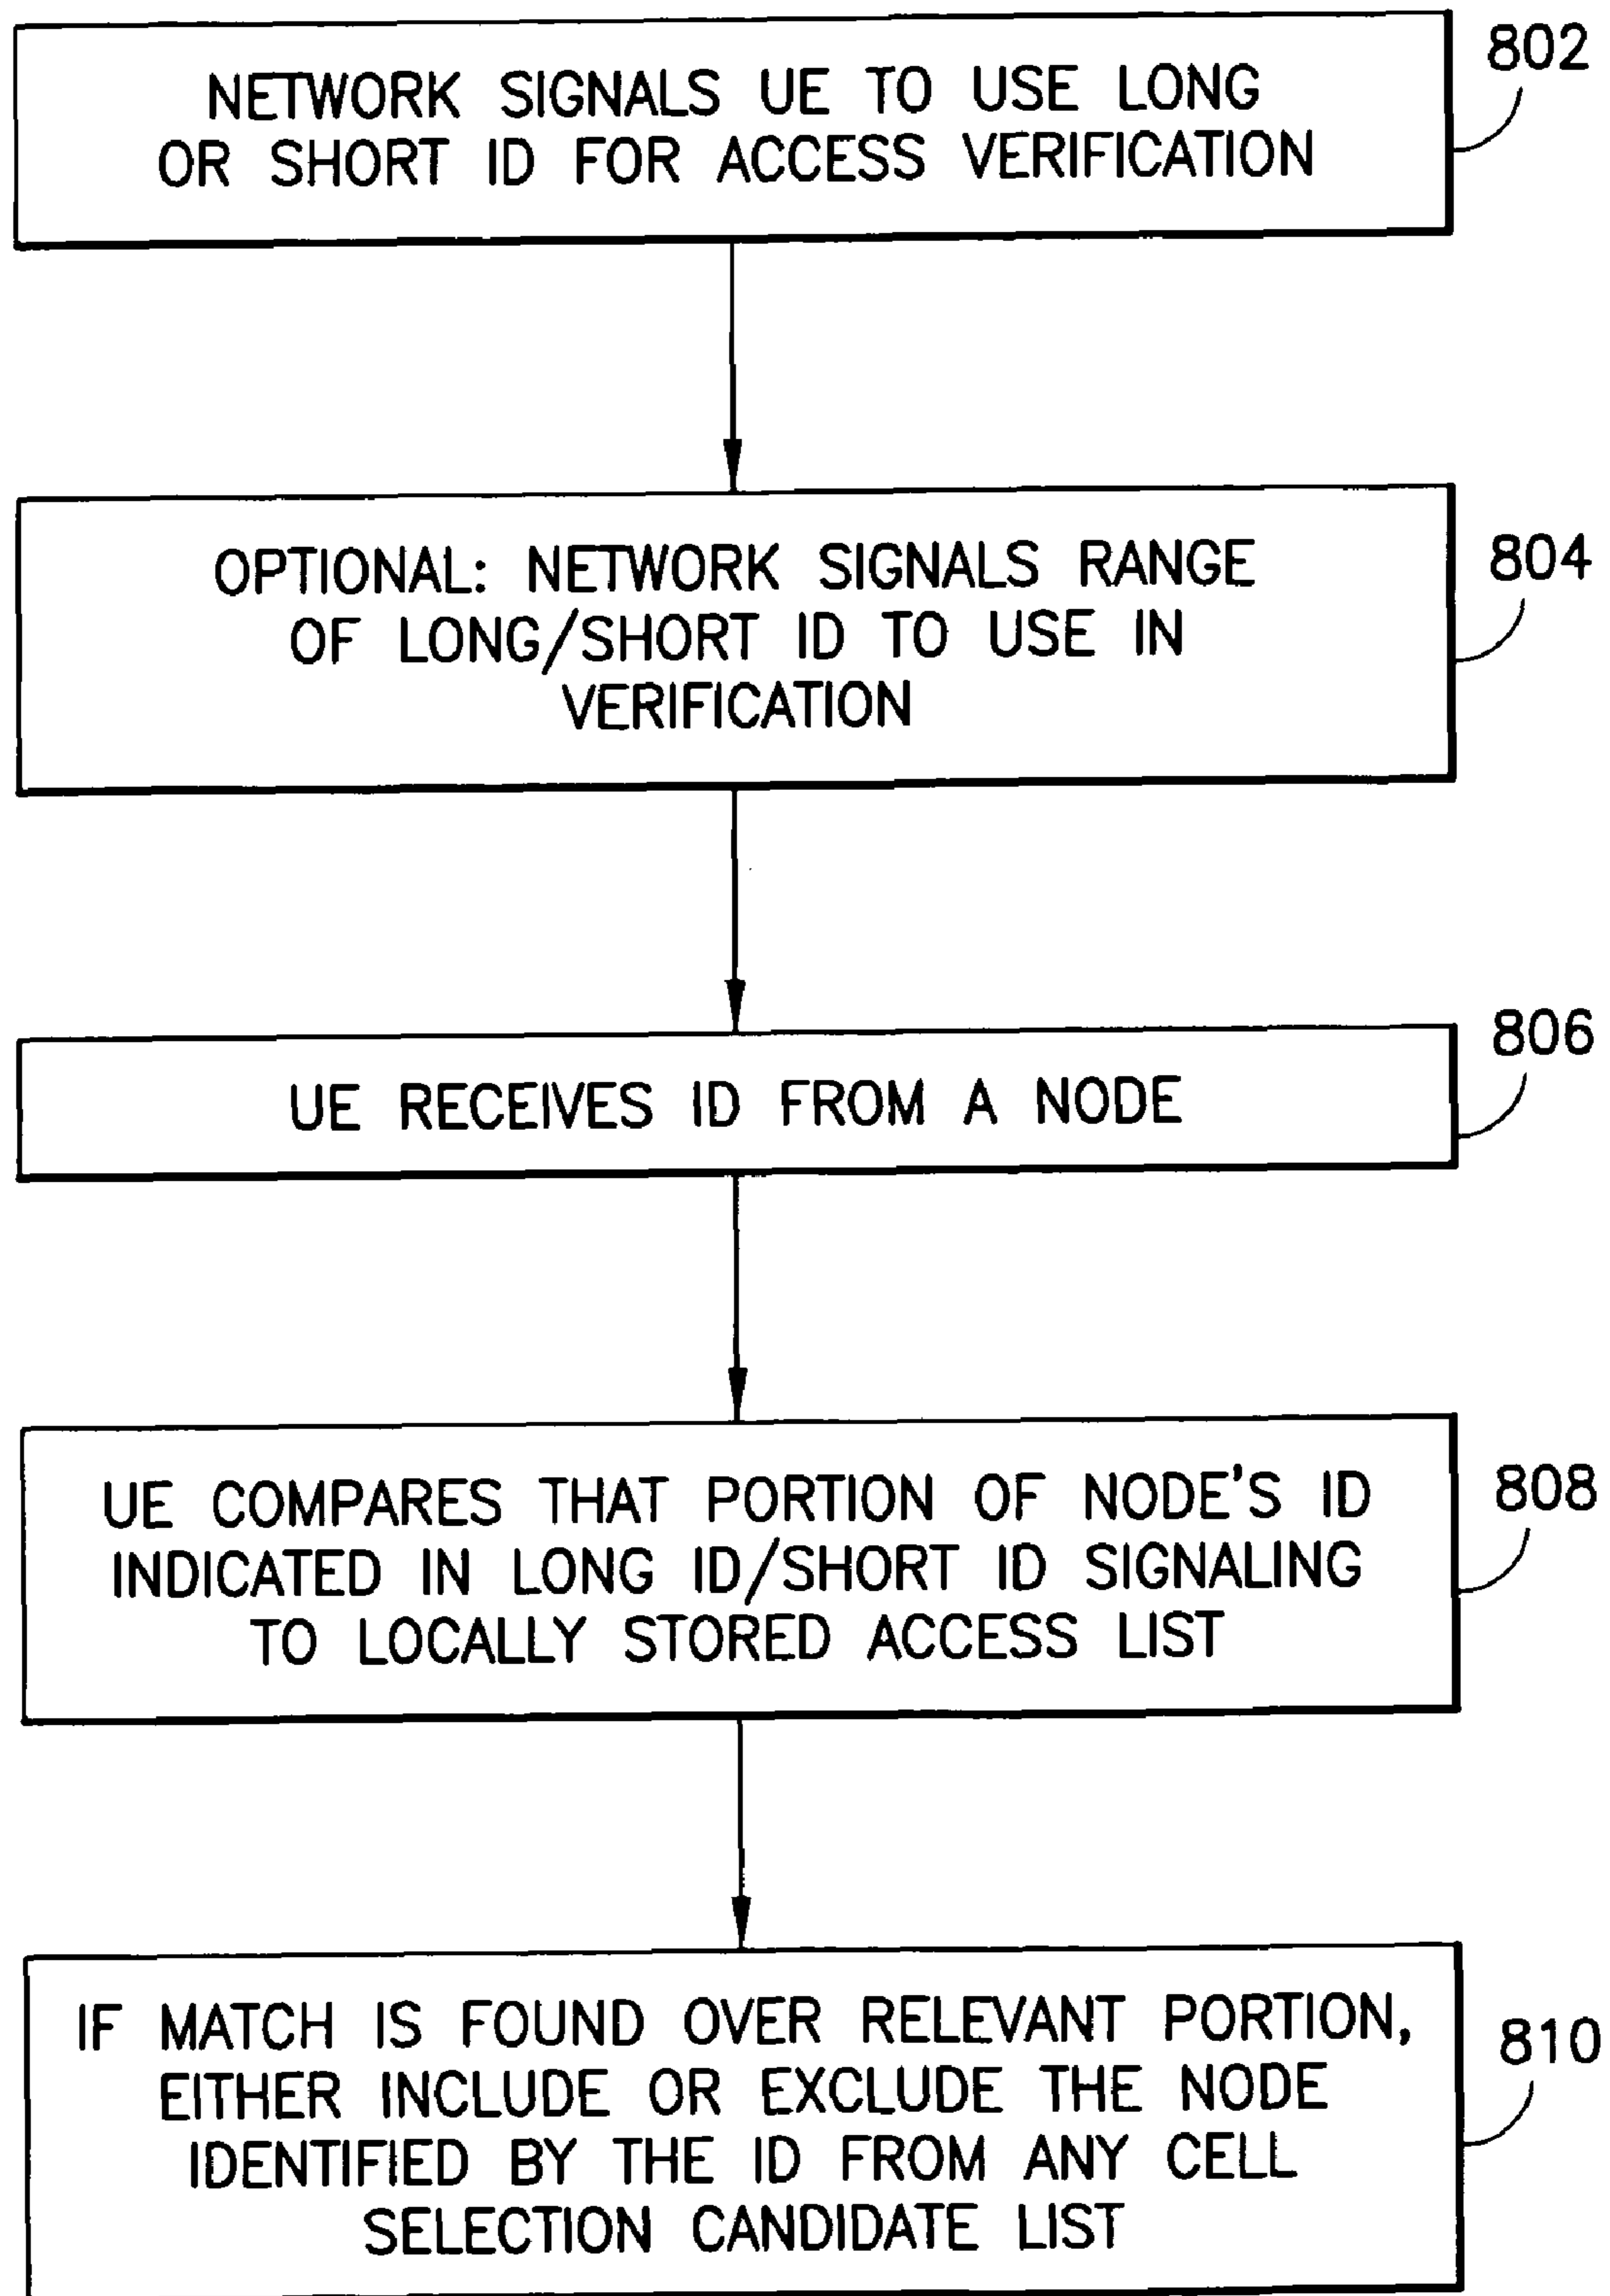 802
NETWORK SIGNALS UE TO USE LONG
OR SHORT ID FOR ACCESS VERIFICATION
804
OPTIONAL: NETWORK SIGNALS RANGE
OF LONG/SHORT ID TO USE IN
VERIFICATION
806
UE RECEIVES ID FROM A NODE
808
UE COMPARES THAT PORTION OF NODE'S ID
INDICATED IN LONG ID/SHORT ID SIGNALING
TO LOCALLY STORED ACCESS LIST
810
IF MATCH IS FOUND OVER RELEVANT PORTION,
EITHER INCLUDE OR EXCLUDE THE NODE
IDENTIFIED BY THE ID FROM ANY CELL
SELECTION CANDIDATE LIST